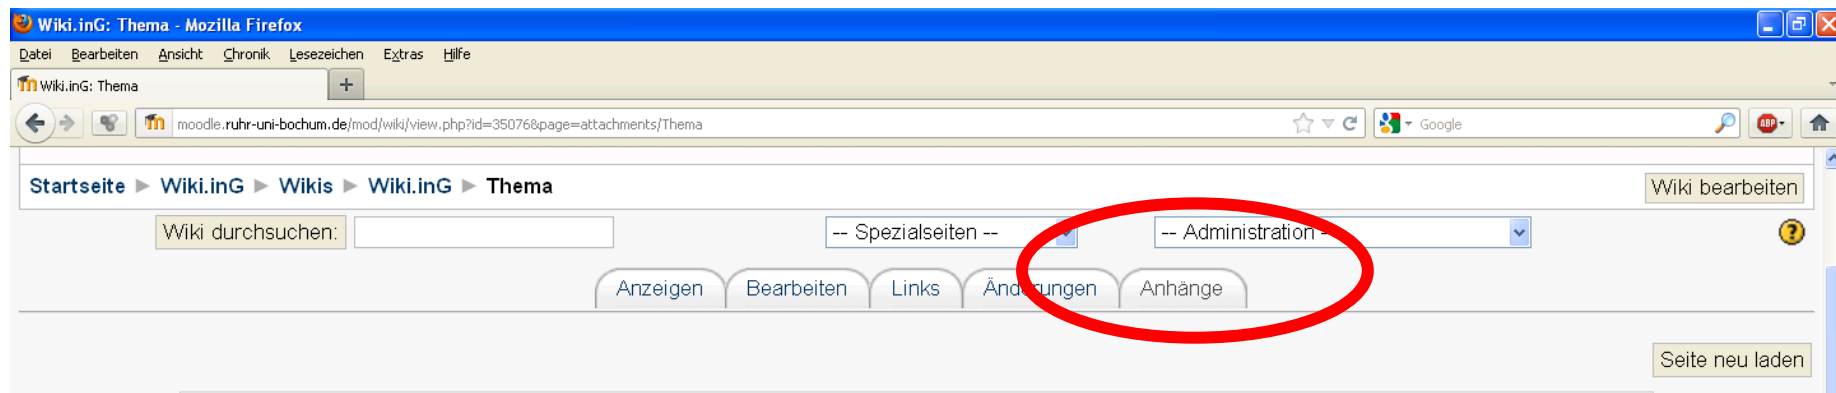 Wiki.inG: Thema - Mozilla Firefox
Datei Bearbeiten Ansicht Chronik Lesezeichen Extras Hilfe
Wiki.inG: Thema
moodle.ruhr-uni-bochum.de/mod/wiki/view.php?id=35076&page=attachments/Thema Google ABP
Startseite ► Wiki.inG ► Wikis ► Wiki.inG ► Thema Wiki bearbeiten
Wiki durchsuchen: -- Spezialseiten -- -- Administration -
Anzeigen Bearbeiten Links Änderungen Anhänge
Seite neu laden